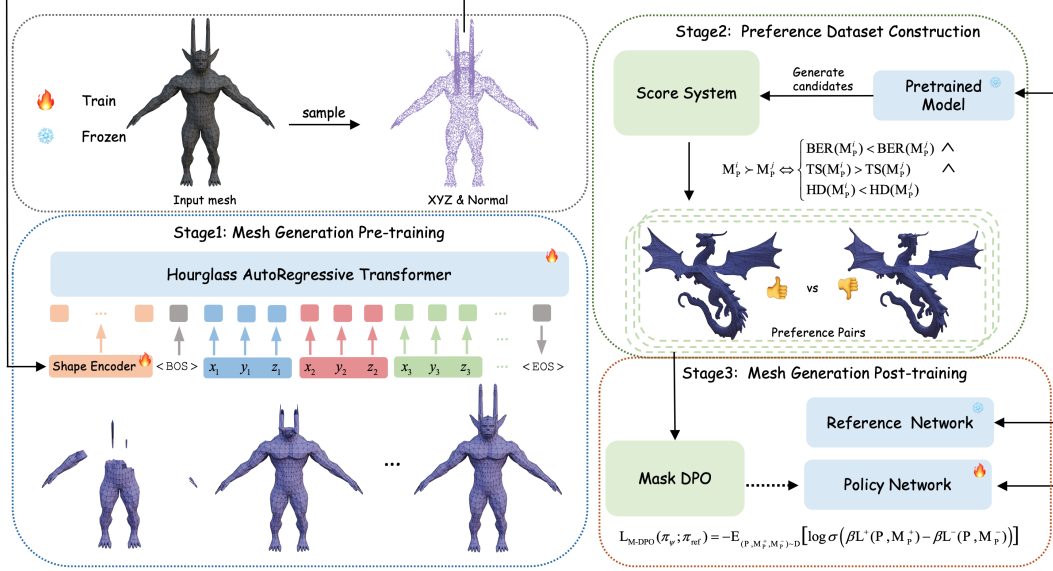 Train
Frozen
sample
Input mesh
XYZ & Normal
Stage1: Mesh Generation Pre-training
Hourglass AutoRegressive Transformer
...
...
Shape Encoder
<BOS>
x₁ y₁ z₁
x₂ y₂ z₂
x₃ y₃ z₃
...
...
<EOS>
...
Stage2: Preference Dataset Construction
Score System
Generate
candidates
Pretrained
Model
M_P^i ≻ M_P^j ⇔ { BER(M_P^i) < BER(M_P^j) ∧
TS(M_P^i) > TS(M_P^j) ∧
HD(M_P^i) < HD(M_P^j)
vs
Preference Pairs
Stage3: Mesh Generation Post-training
Reference Network
Mask DPO
Policy Network
L_M-DPO(π_ψ; π_ref) = −E_(P,M_P^+,M_P^-)~D [log σ(βL^+(P, M_P^+) − βL^-(P, M_P^-))]